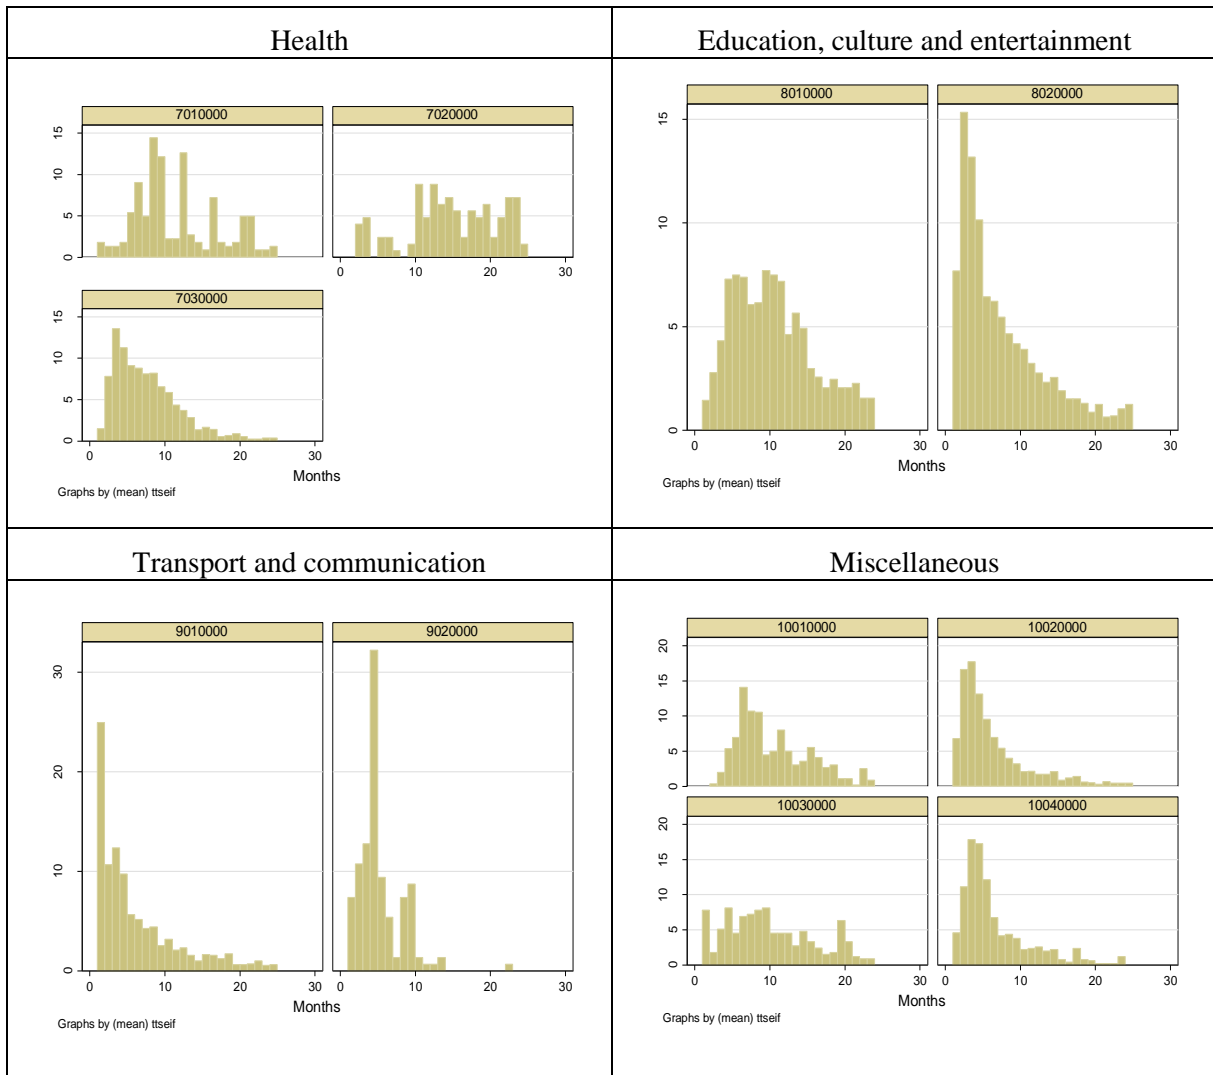 Health
7010000
7020000
15
10
5
0
0 10 20 30
7030000
15
10
5
0
0 10 20 30
Months
Graphs by (mean) ttseif
Education, culture and entertainment
8010000
8020000
15
10
5
0
0 10 20 30
0 10 20 30
Months
Graphs by (mean) ttseif
Transport and communication
9010000
9020000
30
20
10
0
0 10 20 30
0 10 20 30
Months
Graphs by (mean) ttseif
Miscellaneous
10010000
10020000
20
15
10
5
0
10030000
10040000
20
15
10
5
0
0 10 20 30
0 10 20 30
Months
Graphs by (mean) ttseif